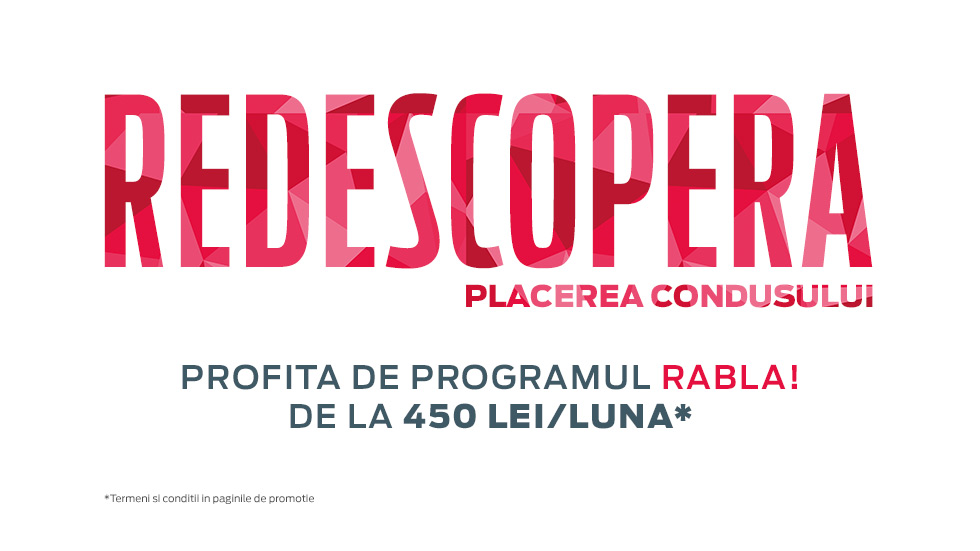 REDESCOPERA
PLACEREA CONDUSULUI
PROFITA DE PROGRAMUL RABLA!
DE LA 450 LEI/LUNA*
*Termeni si conditii in paginile de promotie